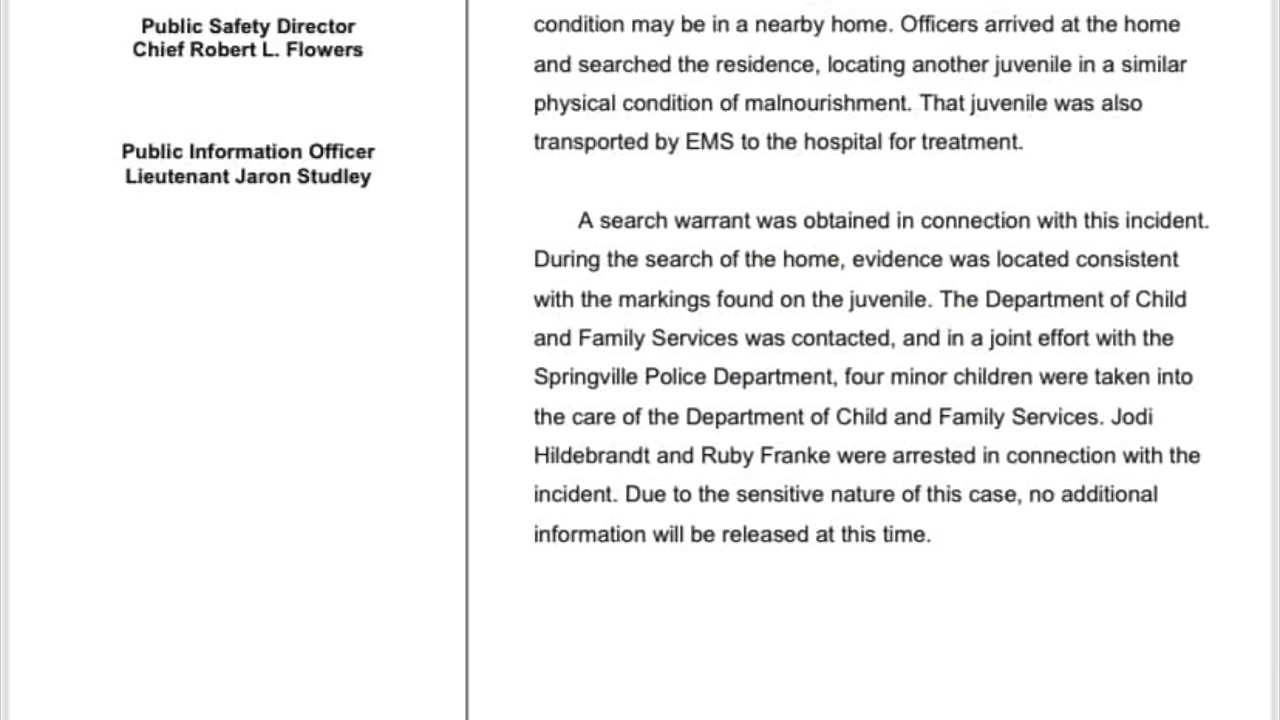 Public Safety Director
Chief Robert L. Flowers
Public Information Officer
Lieutenant Jaron Studley
condition may be in a nearby home. Officers arrived at the home
and searched the residence, locating another juvenile in a similar
physical condition of malnourishment. That juvenile was also
transported by EMS to the hospital for treatment.
A search warrant was obtained in connection with this incident.
During the search of the home, evidence was located consistent
with the markings found on the juvenile. The Department of Child
and Family Services was contacted, and in a joint effort with the
Springville Police Department, four minor children were taken into
the care of the Department of Child and Family Services. Jodi
Hildebrandt and Ruby Franke were arrested in connection with the
incident. Due to the sensitive nature of this case, no additional
information will be released at this time.